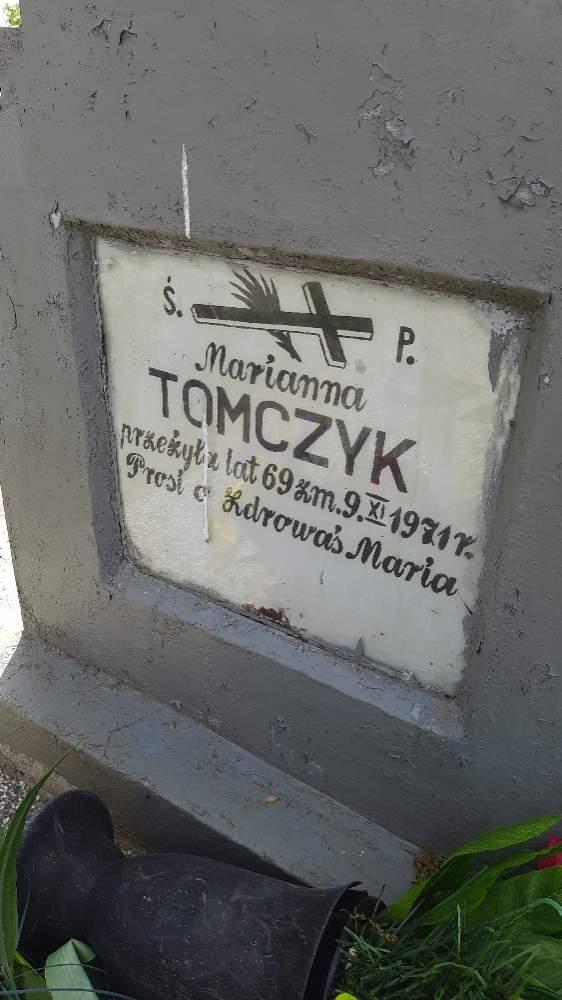 Ś. P.
Marianna
TOMCZYK
przeżyła lat 69 zm. 9. XI 1971 r.
Prosi o Zdrowaś Maria